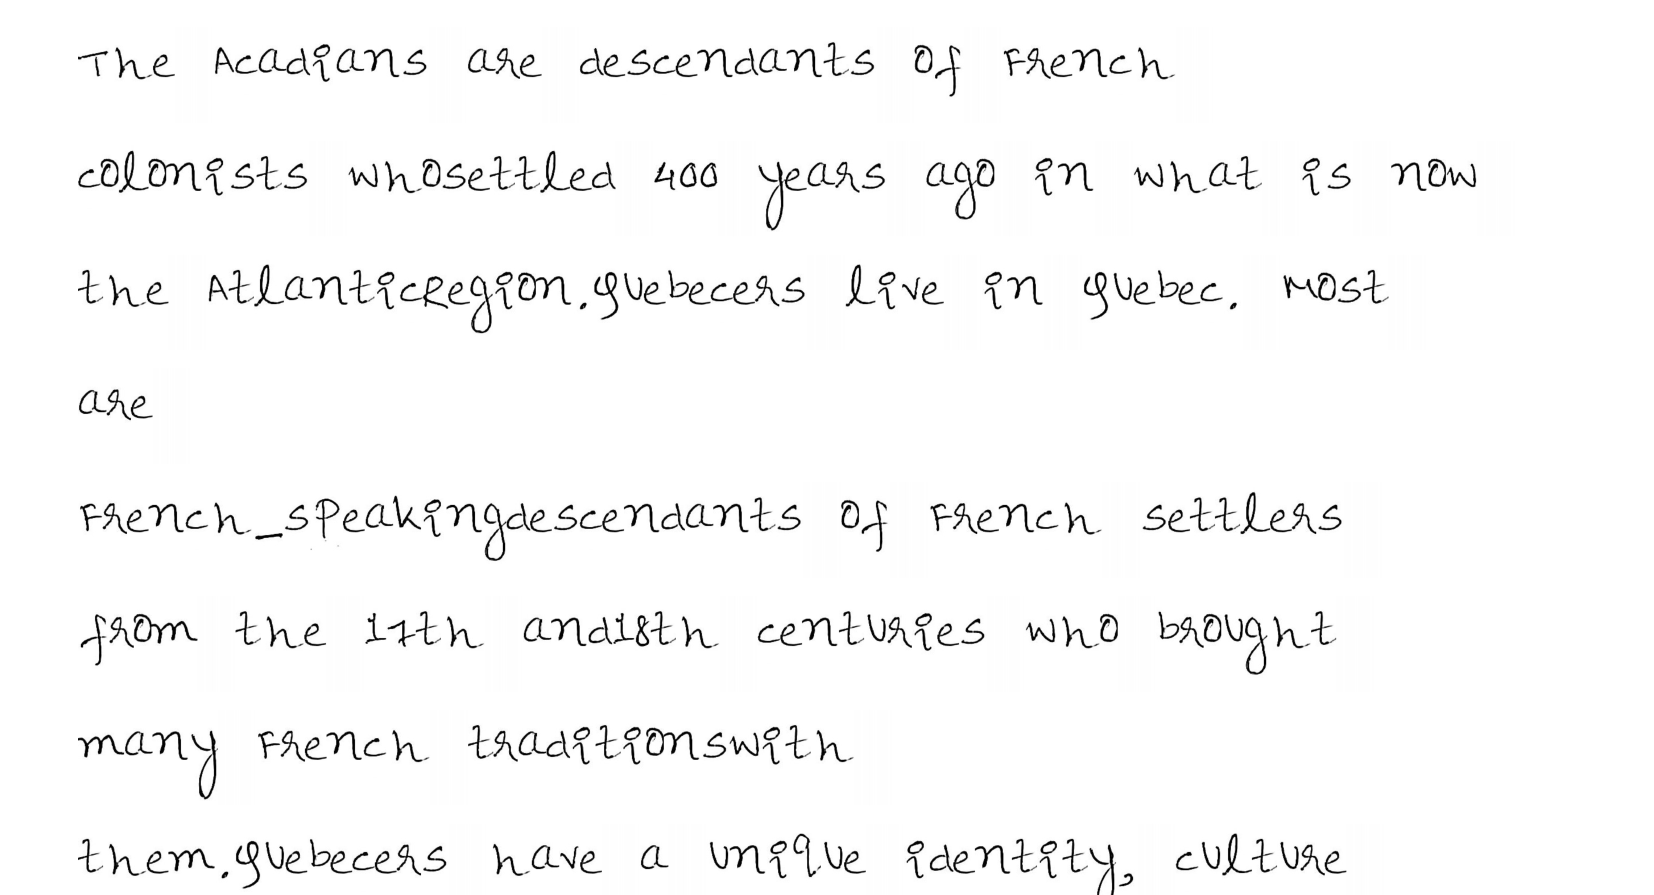 The Acadians are descendants of French
colonists whosettled 400 years ago in what is now
the AtlanticRegion.Quebecers live in Quebec. Most
are
French_speakingdescendants of French settlers
from the 17th and18th centuries who brought
many French traditionswith
them.Quebecers have a unique identity, culture